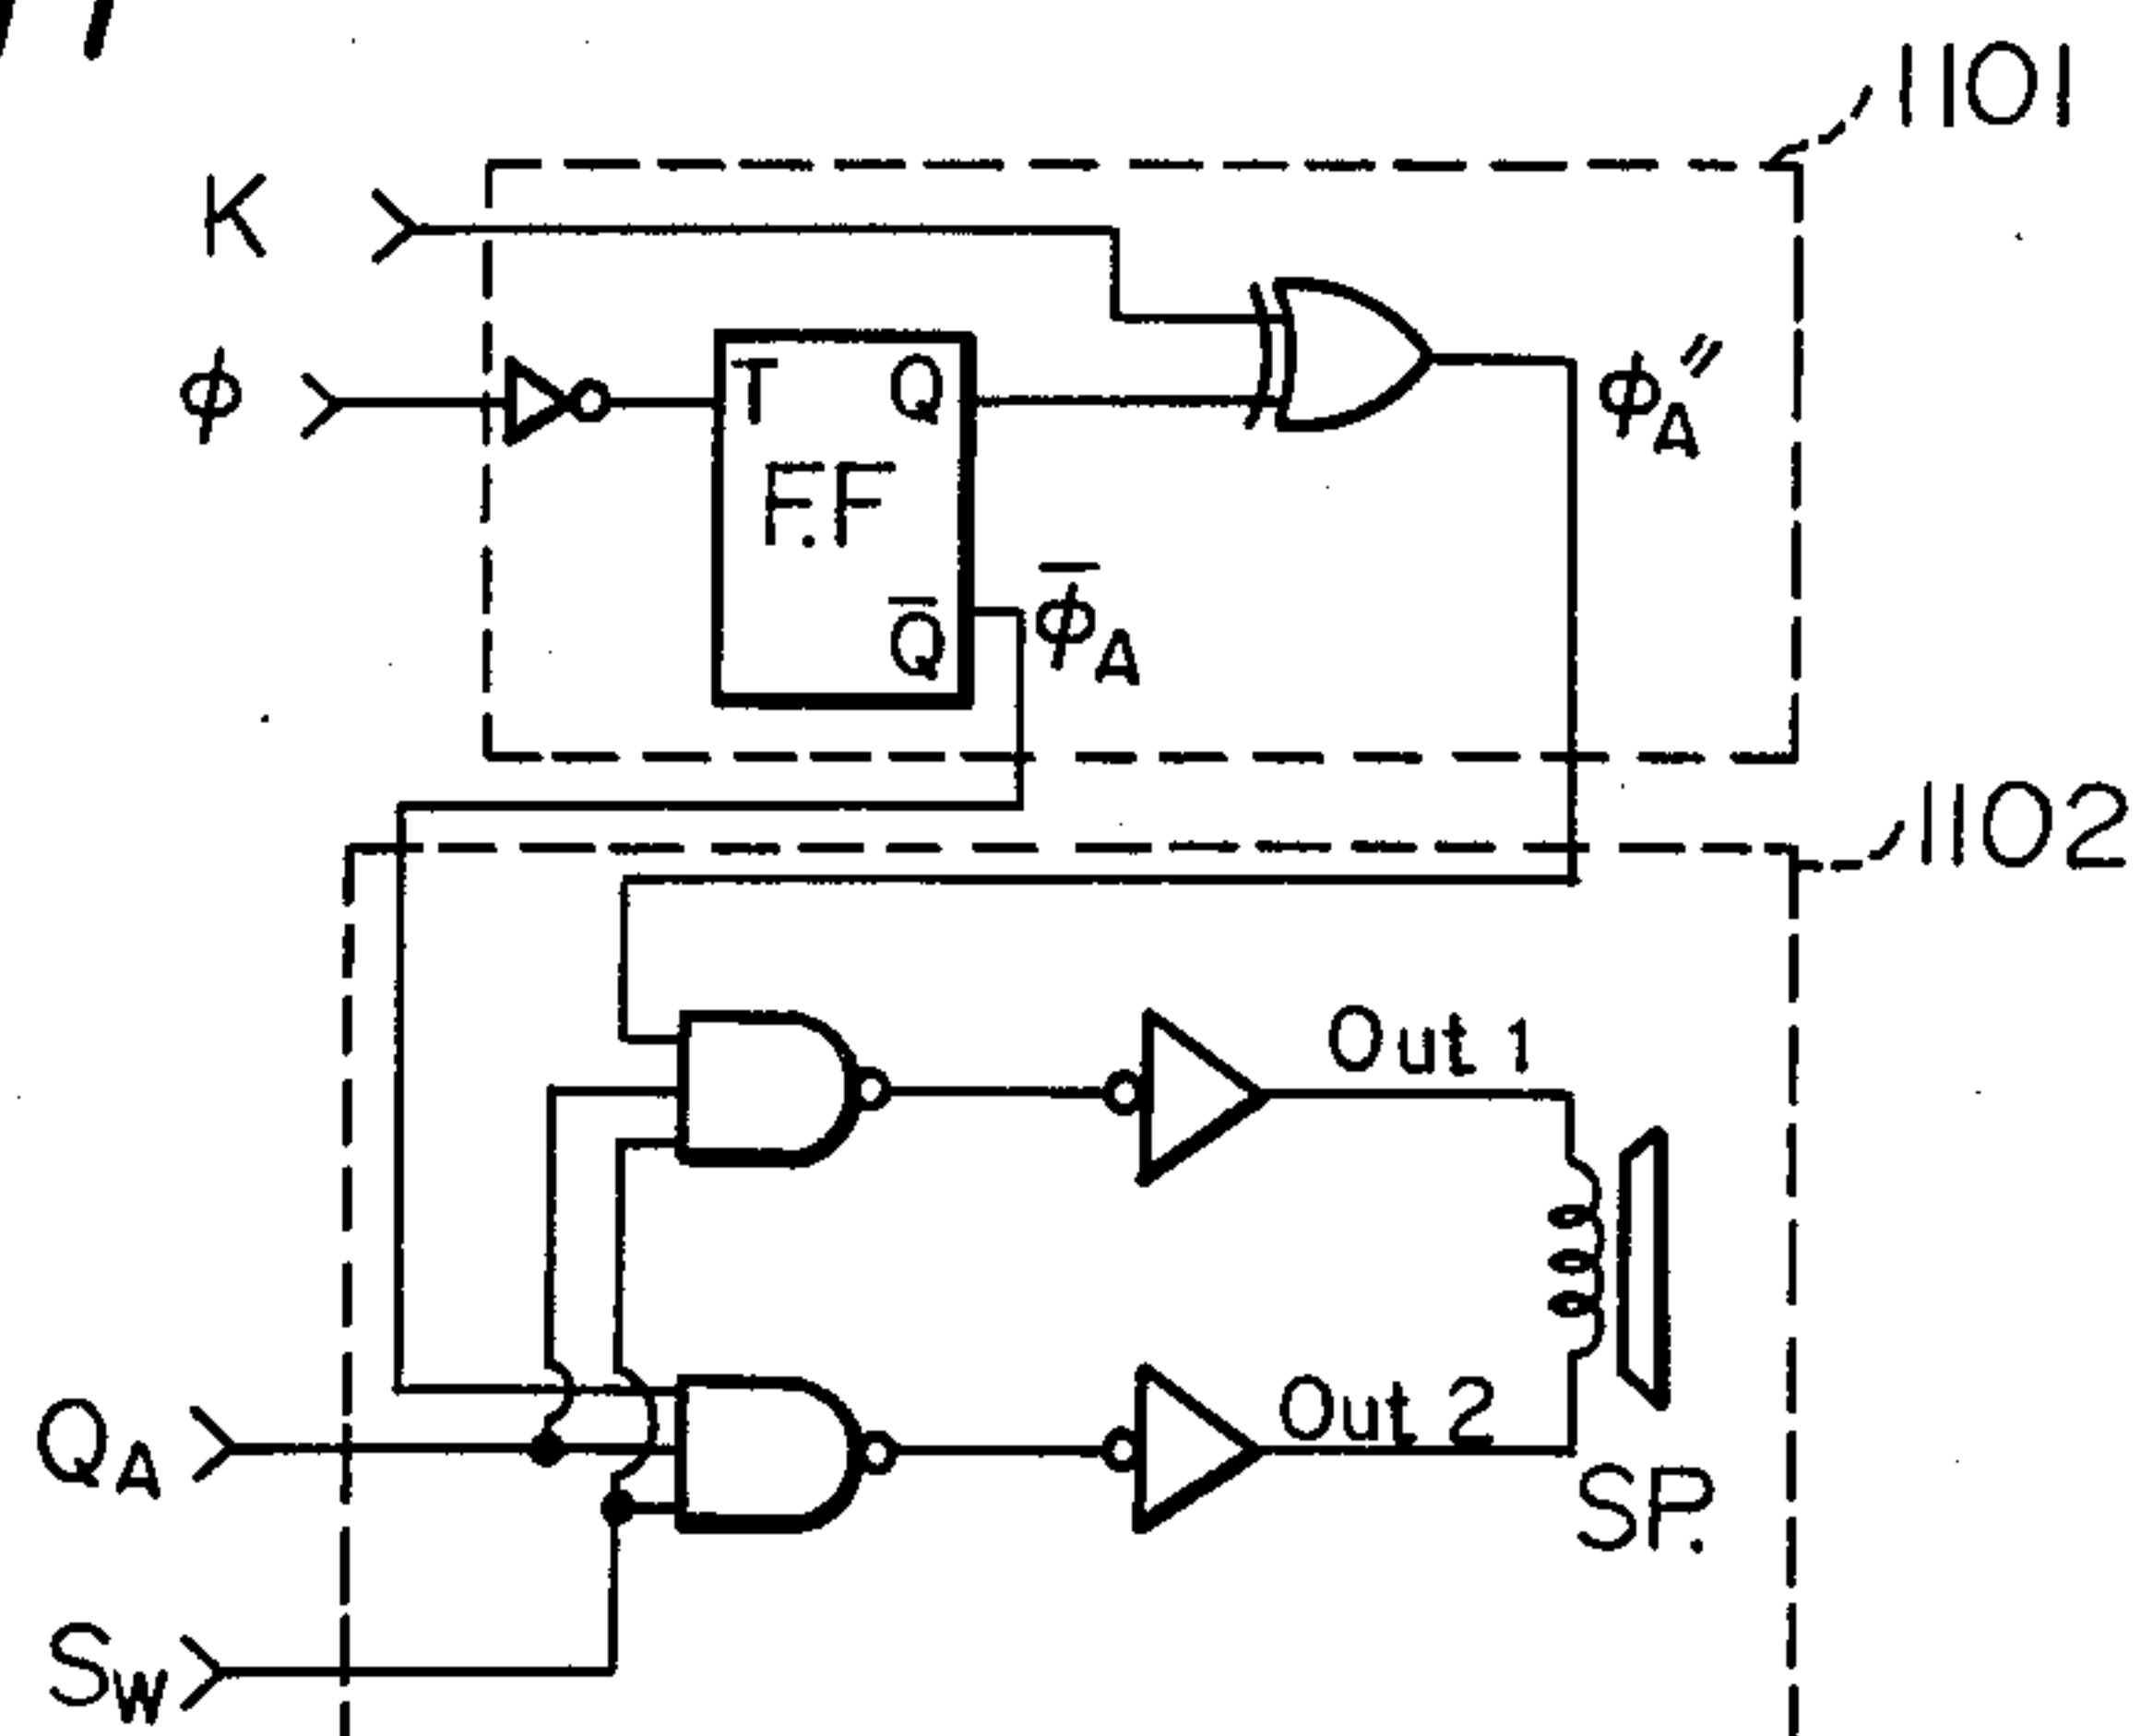 1101
K
ϕ
T
Q
F.F
Q̅
ϕ̅A
ϕA″
1102
Out 1
QA
Out 2
SP.
SW